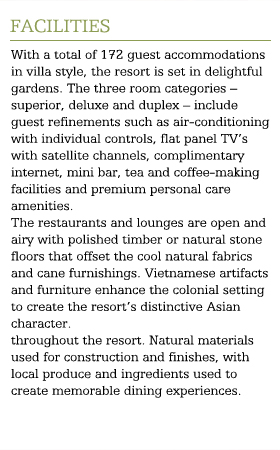 FACILITIES
With a total of 172 guest accommodations
in villa style, the resort is set in delightful
gardens. The three room categories –
superior, deluxe and duplex – include
guest refinements such as air-conditioning
with individual controls, flat panel TV's
with satellite channels, complimentary
internet, mini bar, tea and coffee-making
facilities and premium personal care
amenities.
The restaurants and lounges are open and
airy with polished timber or natural stone
floors that offset the cool natural fabrics
and cane furnishings. Vietnamese artifacts
and furniture enhance the colonial setting
to create the resort's distinctive Asian
character.
throughout the resort. Natural materials
used for construction and finishes, with
local produce and ingredients used to
create memorable dining experiences.